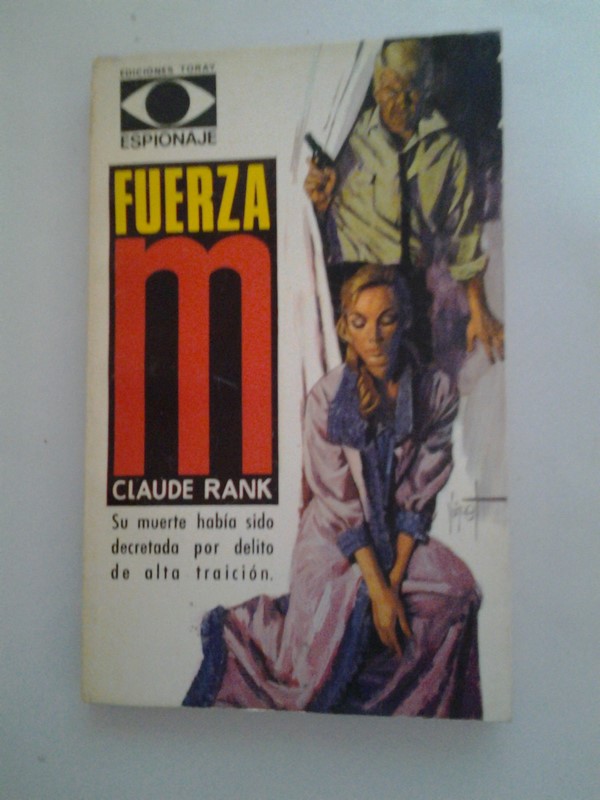 EDICIONES TORAY
ESPIONAJE
FUERZA
m
CLAUDE RANK
Su muerte había sido
decretada por delito
de alta traición.